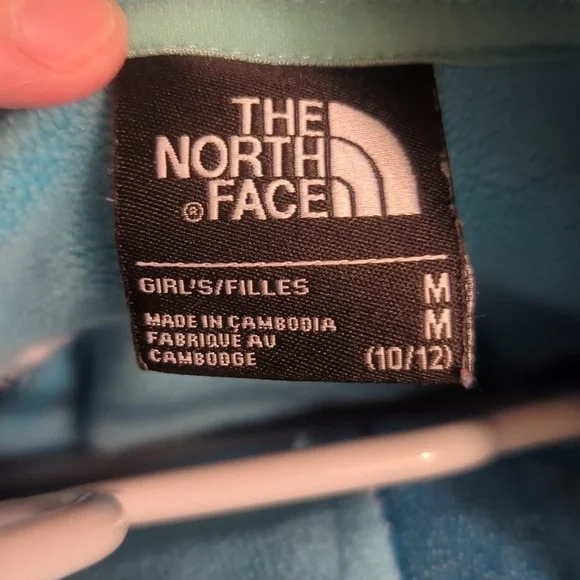 THE
NORTH
® FACE
GIRL'S/FILLES M
MADE IN CAMBODIA M
FABRIQUE AU
CAMBODGE (10/12)